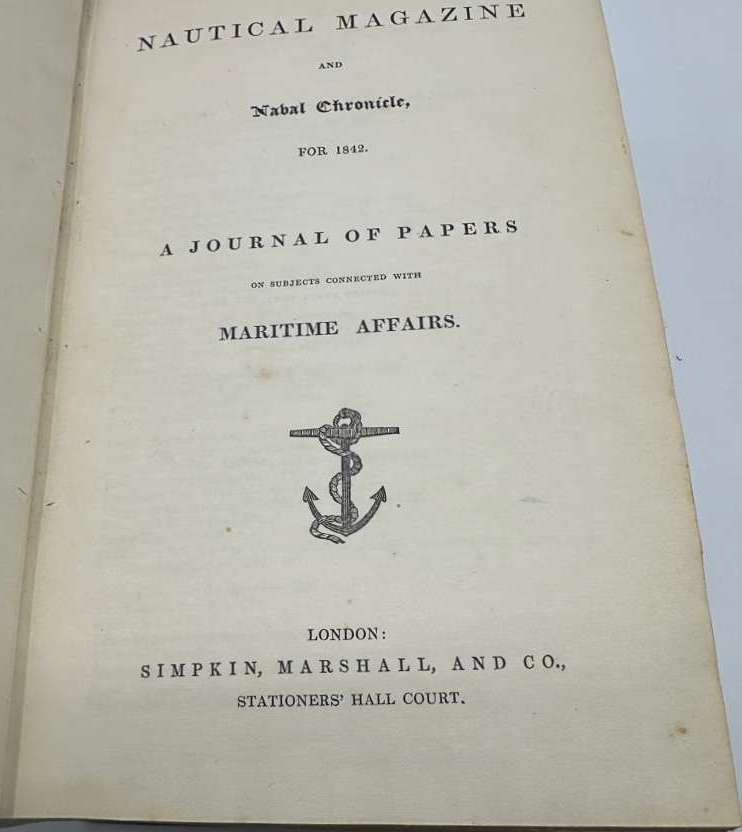 NAUTICAL MAGAZINE
AND
Naval Chronicle,
FOR 1842.
A JOURNAL OF PAPERS
ON SUBJECTS CONNECTED WITH
MARITIME AFFAIRS.
LONDON:
SIMPKIN, MARSHALL, AND CO.,
STATIONERS' HALL COURT.